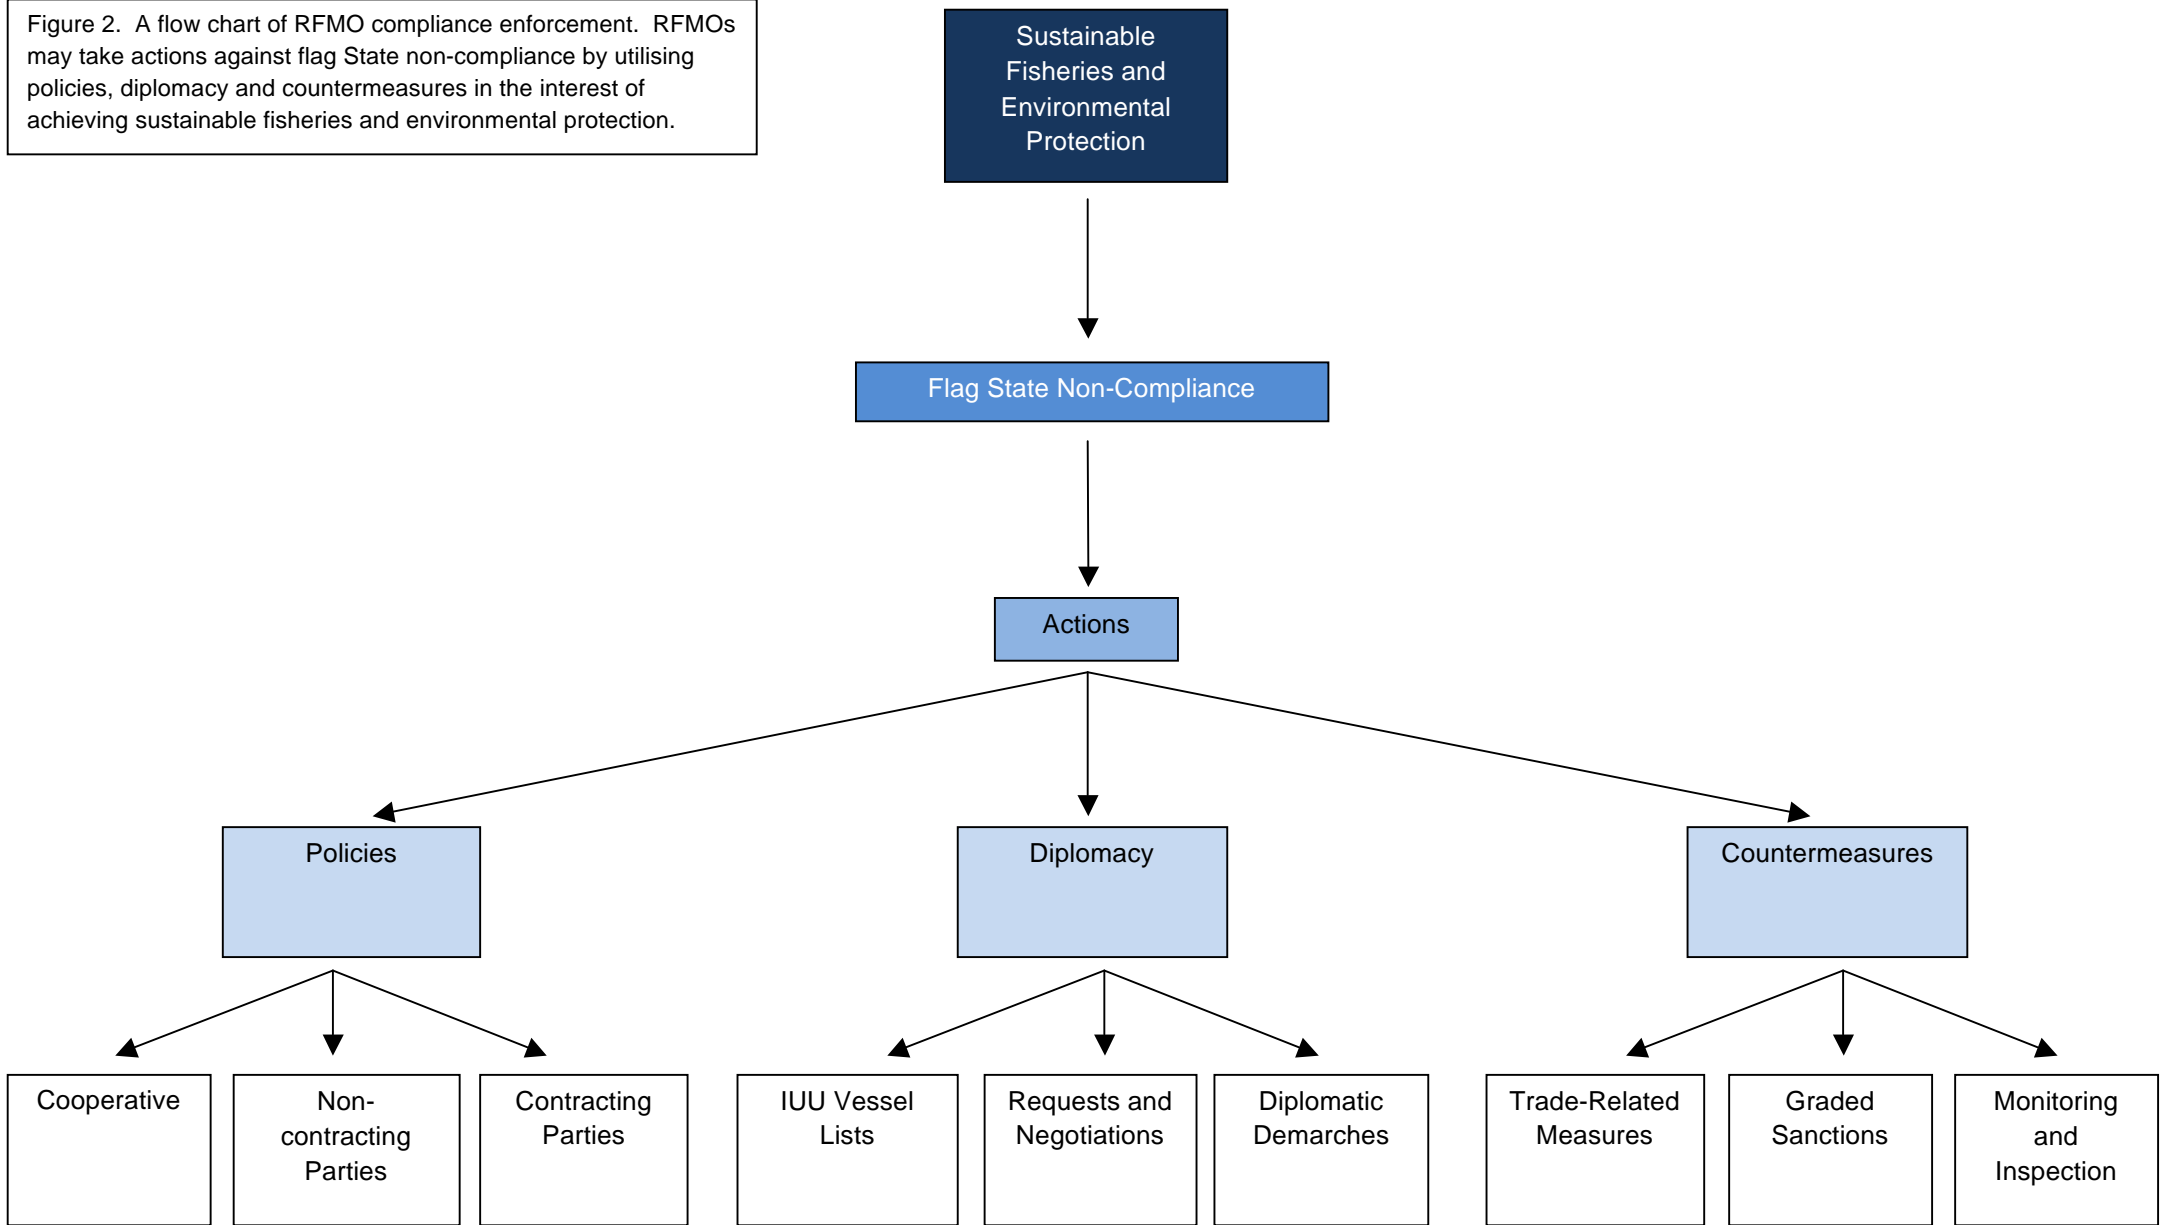 Figure 2.  A flow chart of RFMO compliance enforcement.  RFMOs
may take actions against flag State non-compliance by utilising
policies, diplomacy and countermeasures in the interest of
achieving sustainable fisheries and environmental protection.
Sustainable
Fisheries and
Environmental
Protection
Flag State Non-Compliance
Actions
Policies
Diplomacy
Countermeasures
Cooperative
Non-
contracting
Parties
Contracting
Parties
IUU Vessel
Lists
Requests and
Negotiations
Diplomatic
Demarches
Trade-Related
Measures
Graded
Sanctions
Monitoring
and
Inspection